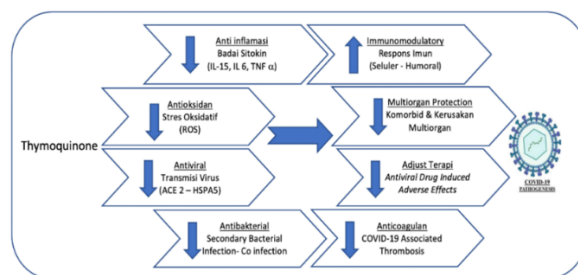 Anti inflamasi
Badai Sitokin
(IL-15, IL 6, TNF α)
Immunomodulatory
Respons Imun
(Seluler - Humoral)
Antioksidan
Stres Oksidatif
(ROS)
Multiorgan Protection
Komorbid & Kerusakan
Multiorgan
Thymoquinone
Antiviral
Transmisi Virus
(ACE 2 – HSPA5)
Adjust Terapi
Antiviral Drug Induced
Adverse Effects
COVID-19
PATHOGENESIS
Antibakterial
Secondary Bacterial
Infection- Co infection
Anticoagulan
COVID-19 Associated
Thrombosis